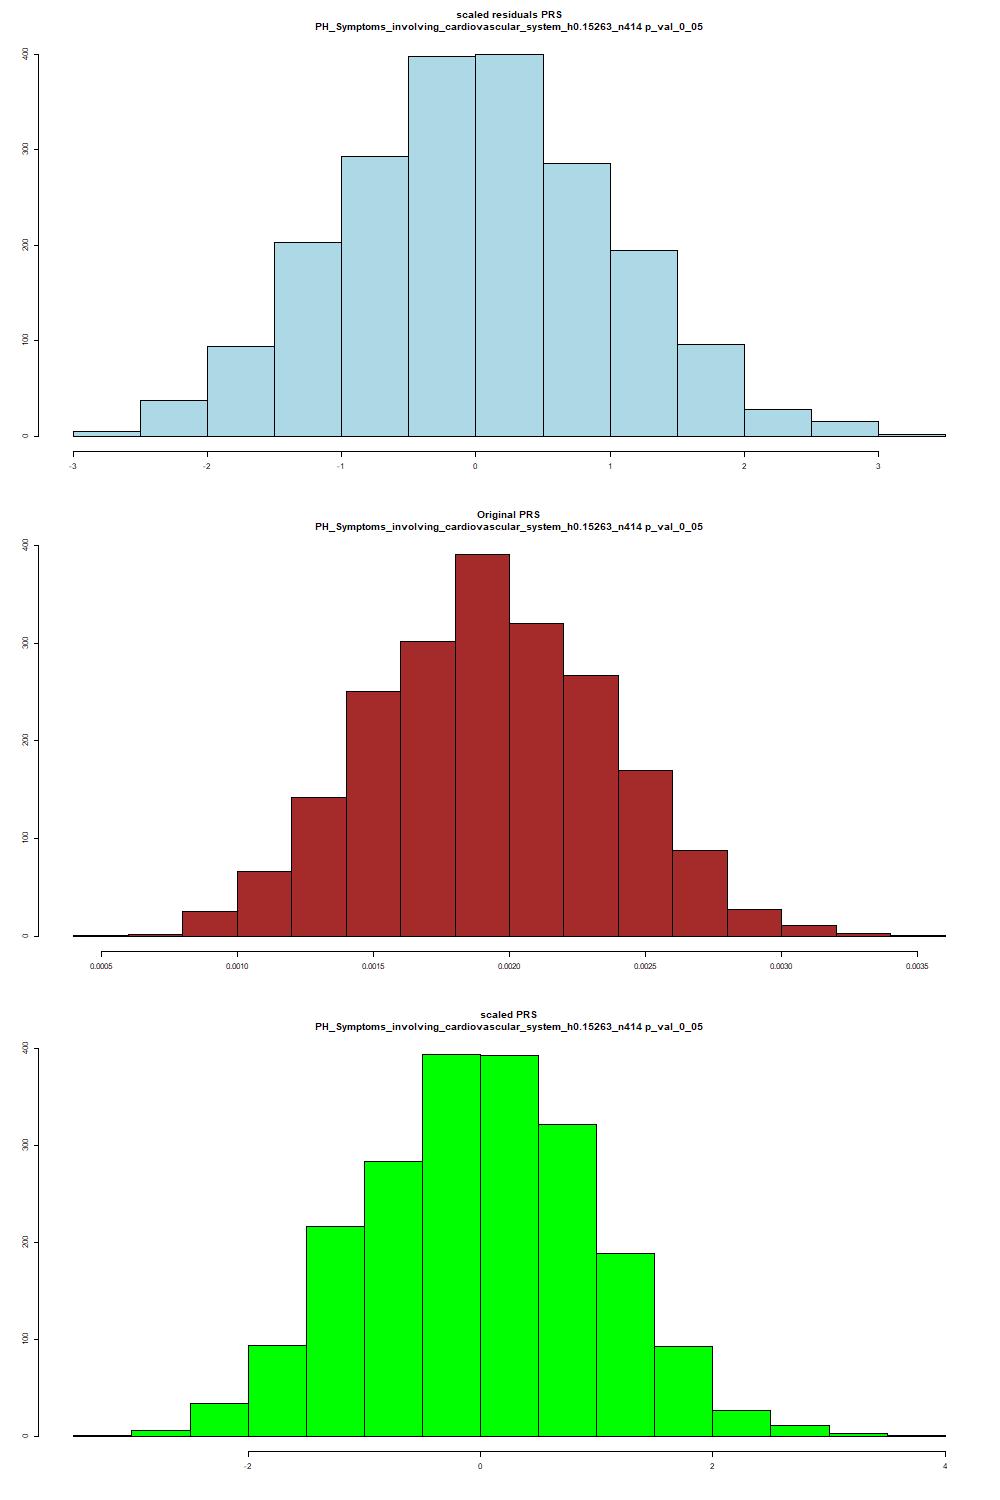 scaled residuals PRS
PH_Symptoms_involving_cardiovascular_system_h0.15263_n414 p_val_0_05
400
300
200
100
0
-3 -2 -1 0 1 2 3
Original PRS
PH_Symptoms_involving_cardiovascular_system_h0.15263_n414 p_val_0_05
400
300
200
100
0
0.0005 0.0010 0.0015 0.0020 0.0025 0.0030 0.0035
scaled PRS
PH_Symptoms_involving_cardiovascular_system_h0.15263_n414 p_val_0_05
400
300
200
100
0
-2 0 2 4